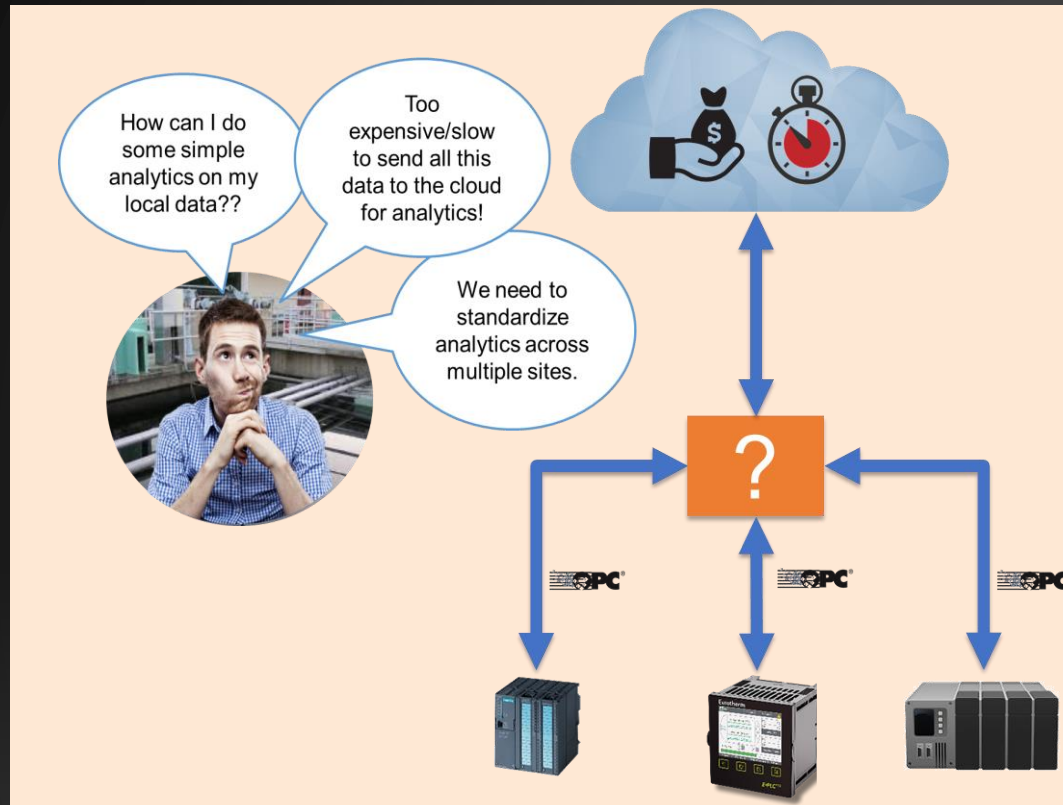 How can I do
some simple
analytics on my
local data??
Too
expensive/slow
to send all this
data to the cloud
for analytics!
We need to
standardize
analytics across
multiple sites.
$
?
OPC
OPC
OPC
Eurotherm